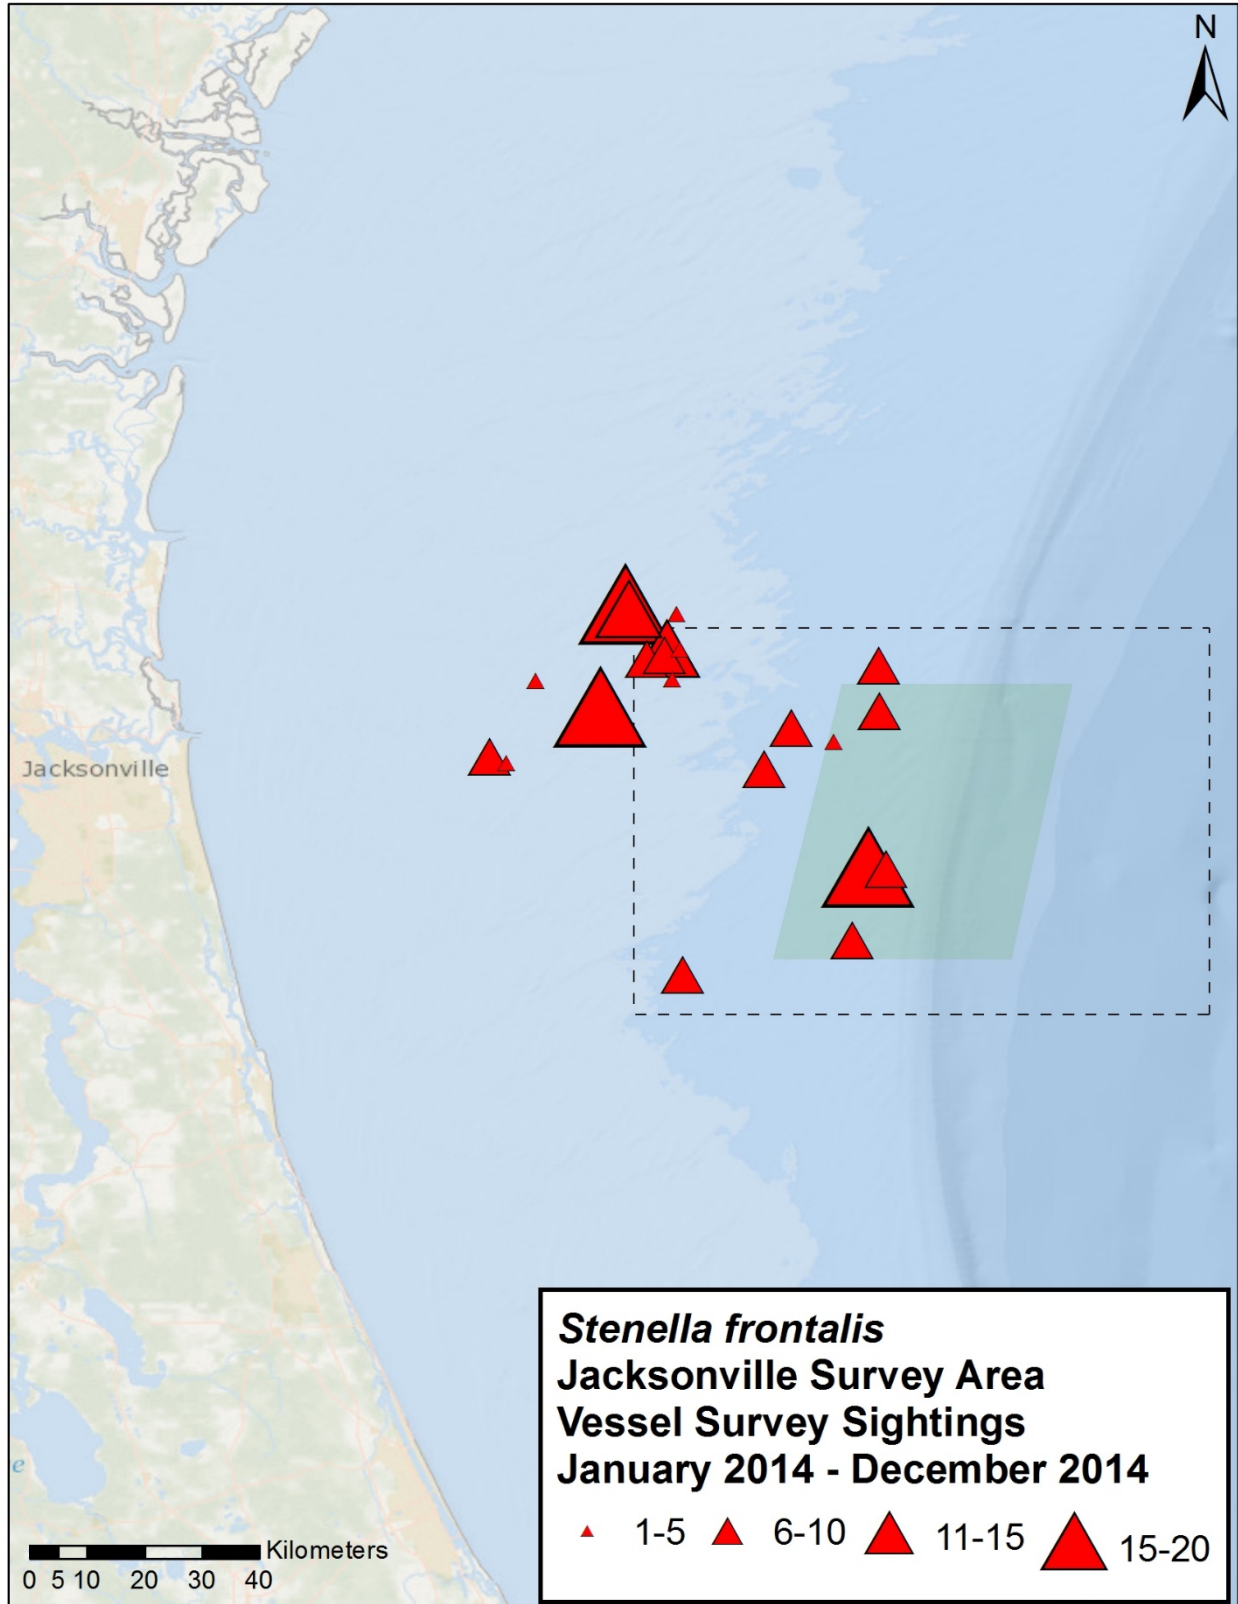 N
Jacksonville
e
Stenella frontalis
Jacksonville Survey Area
Vessel Survey Sightings
January 2014 - December 2014
1-5 6-10 11-15 15-20
Kilometers
0 5 10 20 30 40